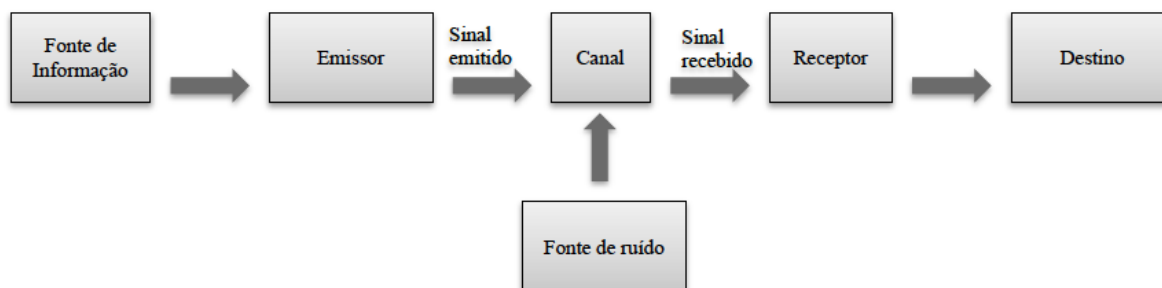 Fonte de
Informação
Emissor
Sinal
emitido
Canal
Sinal
recebido
Receptor
Destino
Fonte de ruído